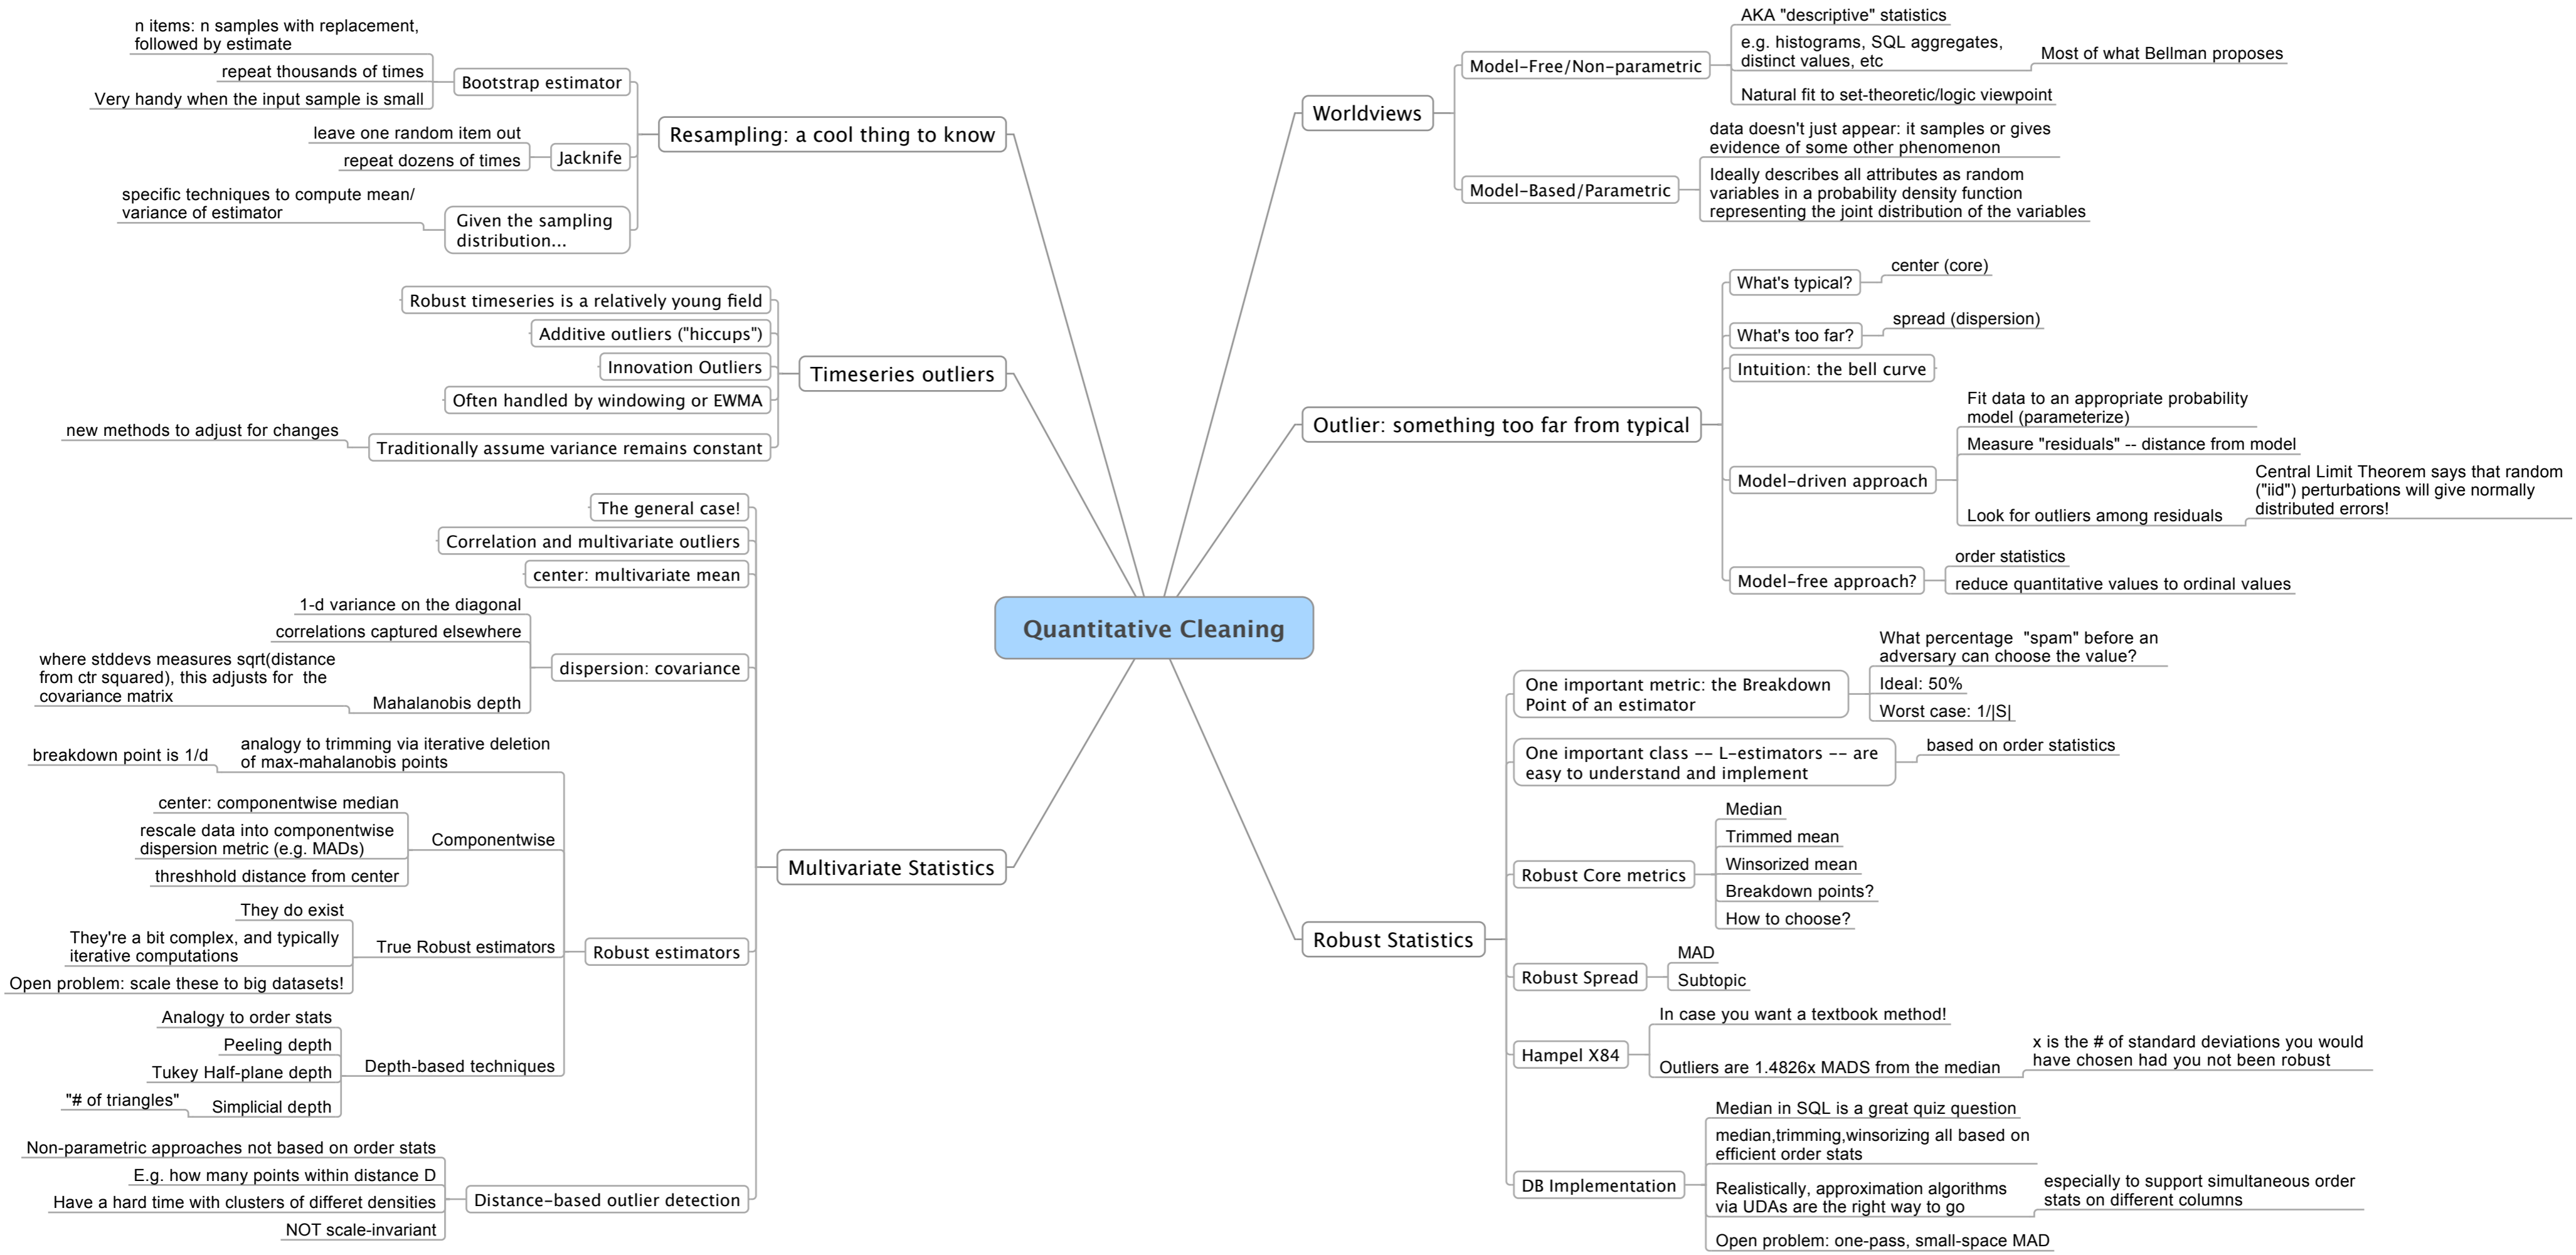 Quantitative Cleaning
Worldviews
Model-Free/Non-parametric
AKA "descriptive" statistics
e.g. histograms, SQL aggregates,
distinct values, etc
Most of what Bellman proposes
Natural fit to set-theoretic/logic viewpoint
Model-Based/Parametric
data doesn't just appear: it samples or gives
evidence of some other phenomenon
Ideally describes all attributes as random
variables in a probability density function
representing the joint distribution of the variables
Outlier: something too far from typical
What's typical?
center (core)
What's too far?
spread (dispersion)
Intuition: the bell curve
Model-driven approach
Fit data to an appropriate probability
model (parameterize)
Measure "residuals" -- distance from model
Look for outliers among residuals
Central Limit Theorem says that random
("iid") perturbations will give normally
distributed errors!
Model-free approach?
order statistics
reduce quantitative values to ordinal values
Robust Statistics
One important metric: the Breakdown
Point of an estimator
What percentage  "spam" before an
adversary can choose the value?
Ideal: 50%
Worst case: 1/|S|
One important class -- L-estimators -- are
easy to understand and implement
based on order statistics
Robust Core metrics
Median
Trimmed mean
Winsorized mean
Breakdown points?
How to choose?
Robust Spread
MAD
Subtopic
Hampel X84
In case you want a textbook method!
Outliers are 1.4826x MADS from the median
x is the # of standard deviations you would
have chosen had you not been robust
DB Implementation
Median in SQL is a great quiz question
median,trimming,winsorizing all based on
efficient order stats
Realistically, approximation algorithms
via UDAs are the right way to go
especially to support simultaneous order
stats on different columns
Open problem: one-pass, small-space MAD
Resampling: a cool thing to know
Bootstrap estimator
n items: n samples with replacement,
followed by estimate
repeat thousands of times
Very handy when the input sample is small
Jacknife
leave one random item out
repeat dozens of times
Given the sampling
distribution...
specific techniques to compute mean/
variance of estimator
Timeseries outliers
Robust timeseries is a relatively young field
Additive outliers ("hiccups")
Innovation Outliers
Often handled by windowing or EWMA
Traditionally assume variance remains constant
new methods to adjust for changes
Multivariate Statistics
The general case!
Correlation and multivariate outliers
center: multivariate mean
dispersion: covariance
1-d variance on the diagonal
correlations captured elsewhere
Mahalanobis depth
where stddevs measures sqrt(distance
from ctr squared), this adjusts for  the
covariance matrix
Robust estimators
analogy to trimming via iterative deletion
of max-mahalanobis points
breakdown point is 1/d
Componentwise
center: componentwise median
rescale data into componentwise
dispersion metric (e.g. MADs)
threshhold distance from center
True Robust estimators
They do exist
They're a bit complex, and typically
iterative computations
Open problem: scale these to big datasets!
Depth-based techniques
Analogy to order stats
Peeling depth
Tukey Half-plane depth
Simplicial depth
"# of triangles"
Distance-based outlier detection
Non-parametric approaches not based on order stats
E.g. how many points within distance D
Have a hard time with clusters of differet densities
NOT scale-invariant